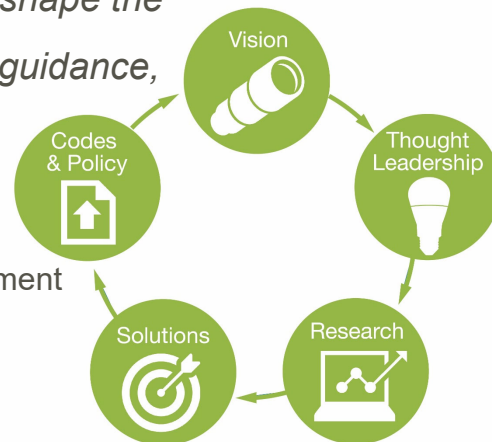 shape the
guidance,
Vision
Thought
Leadership
Codes
& Policy
ment
Solutions
Research